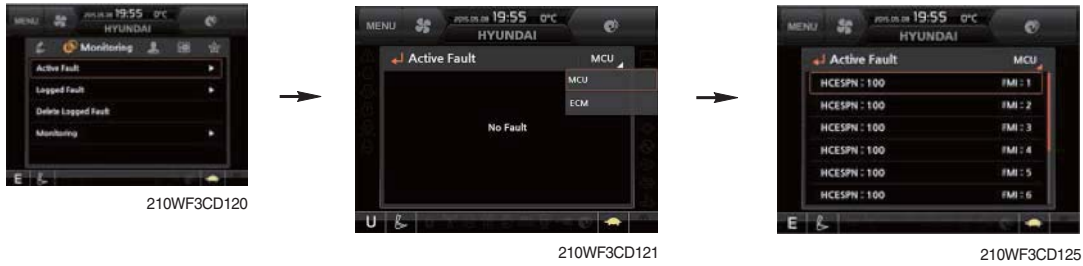 MENU 2015.05.08 19:55 0°C
HYUNDAI
Monitoring
Active Fault
Logged Fault
Delete Logged Fault
Monitoring
E
210WF3CD120
MENU 2015.05.08 19:55 0°C
HYUNDAI
Active Fault MCU
MCU
ECM
No Fault
U
210WF3CD121
MENU 2015.05.08 19:55 0°C
HYUNDAI
Active Fault MCU
HCESPN : 100 FMI : 1
HCESPN : 100 FMI : 2
HCESPN : 100 FMI : 3
HCESPN : 100 FMI : 4
HCESPN : 100 FMI : 5
HCESPN : 100 FMI : 6
E
210WF3CD125